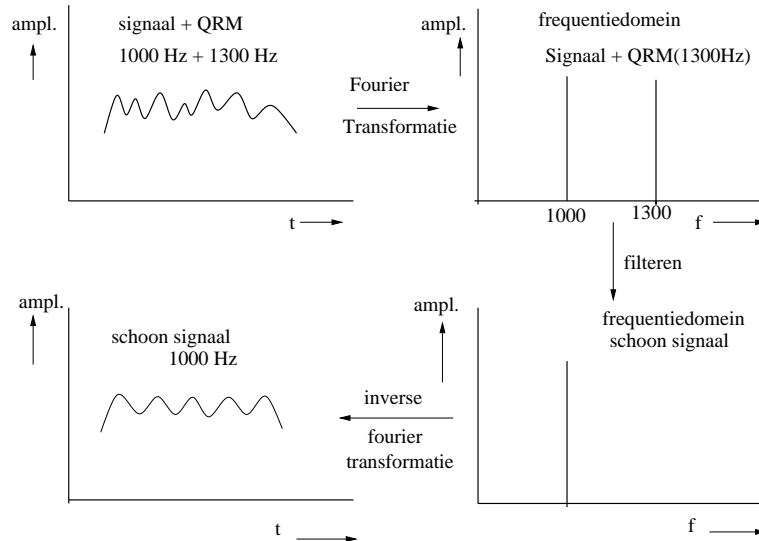 ampl.
signaal + QRM
1000 Hz + 1300 Hz
t
Fourier
Transformatie
ampl.
frequentiedomein
Signaal + QRM(1300Hz)
1000
1300
f
filteren
ampl.
frequentiedomein
schoon signaal
f
inverse
fourier
transformatie
ampl.
schoon signaal
1000 Hz
t